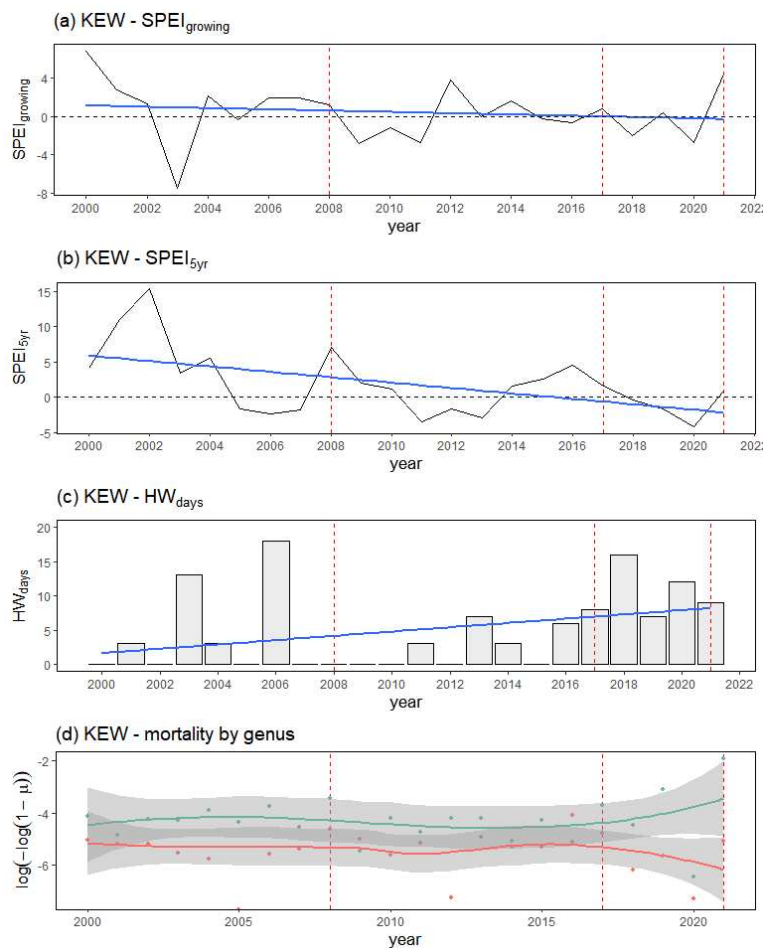 (a) KEW - SPEIgrowing
4
0
-4
-8
SPEIgrowing
2000 2002 2004 2006 2008 2010 2012 2014 2016 2018 2020 2022
year
(b) KEW - SPEI5yr
15
10
5
0
-5
SPEI5yr
2000 2002 2004 2006 2008 2010 2012 2014 2016 2018 2020 2022
year
(c) KEW - HWdays
20
15
10
5
0
HWdays
2000 2002 2004 2006 2008 2010 2012 2014 2016 2018 2020 2022
year
(d) KEW - mortality by genus
-2
-4
-6
log(−log(1 − μ))
2000 2005 2010 2015 2020
year